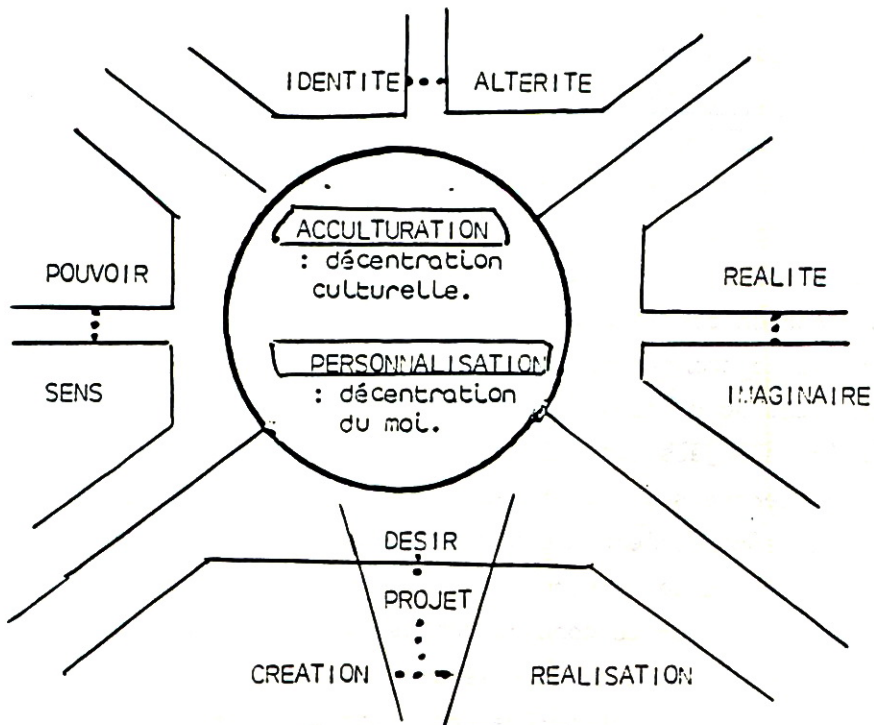 IDENTITE ALTERITE
ACCULTURATION
: décentration
culturelle.
POUVOIR
REALITE
PERSONNALISATION
: décentration
du moi.
SENS
IMAGINAIRE
DESIR
PROJET
CREATION
REALISATION